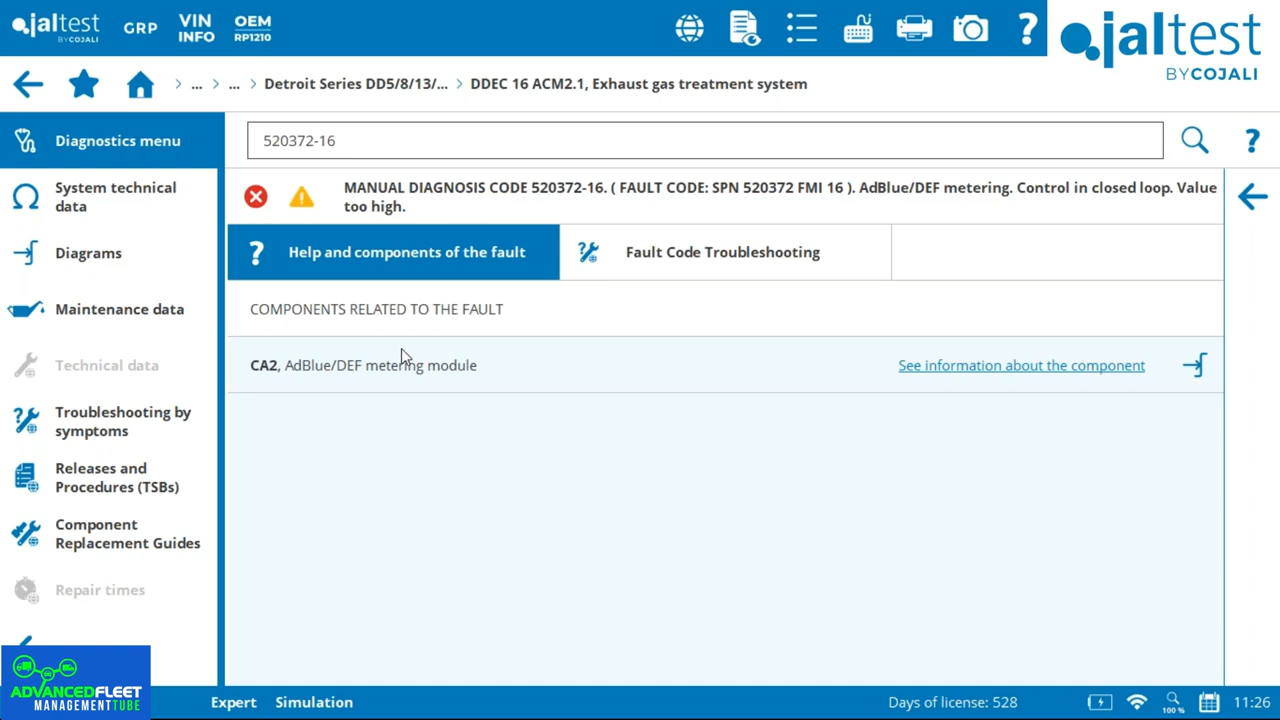 jaltest
BY COJALI
GRP
VIN
INFO
OEM
RP1210
?
jaltest
BY COJALI
> ... > ... > Detroit Series DD5/8/13/... > DDEC 16 ACM2.1, Exhaust gas treatment system
Diagnostics menu
520372-16
?
System technical
data
MANUAL DIAGNOSIS CODE 520372-16. ( FAULT CODE: SPN 520372 FMI 16 ). AdBlue/DEF metering. Control in closed loop. Value
too high.
Diagrams
? Help and components of the fault
Fault Code Troubleshooting
Maintenance data
COMPONENTS RELATED TO THE FAULT
Technical data
CA2, AdBlue/DEF metering module
See information about the component
Troubleshooting by
symptoms
Releases and
Procedures (TSBs)
Component
Replacement Guides
Repair times
ADVANCEDFLEET
MANAGEMENTTUBE
Expert
Simulation
Days of license: 528
100 %
11:26